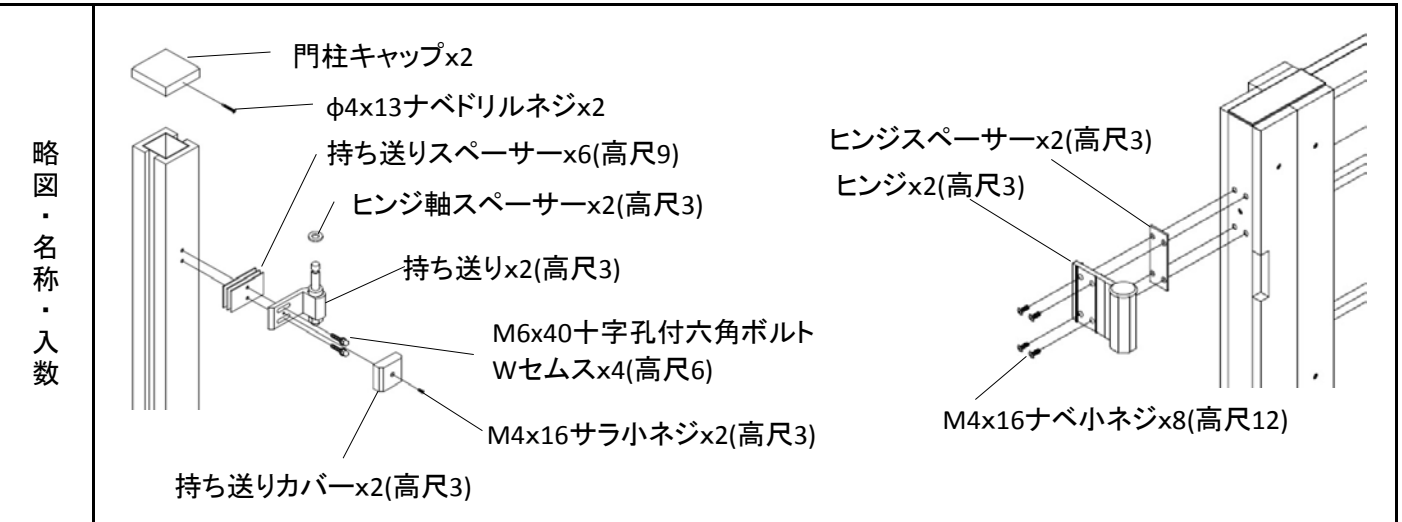 略図・名称・入数
門柱キャップx2
φ4x13ナベドリルネジx2
持ち送りスペーサーx6(高尺9)
ヒンジ軸スペーサーx2(高尺3)
持ち送りx2(高尺3)
M6x40十字孔付六角ボルト
Wセムスx4(高尺6)
M4x16サラ小ネジx2(高尺3)
持ち送りカバーx2(高尺3)
ヒンジスペーサーx2(高尺3)
ヒンジx2(高尺3)
M4x16ナベ小ネジx8(高尺12)